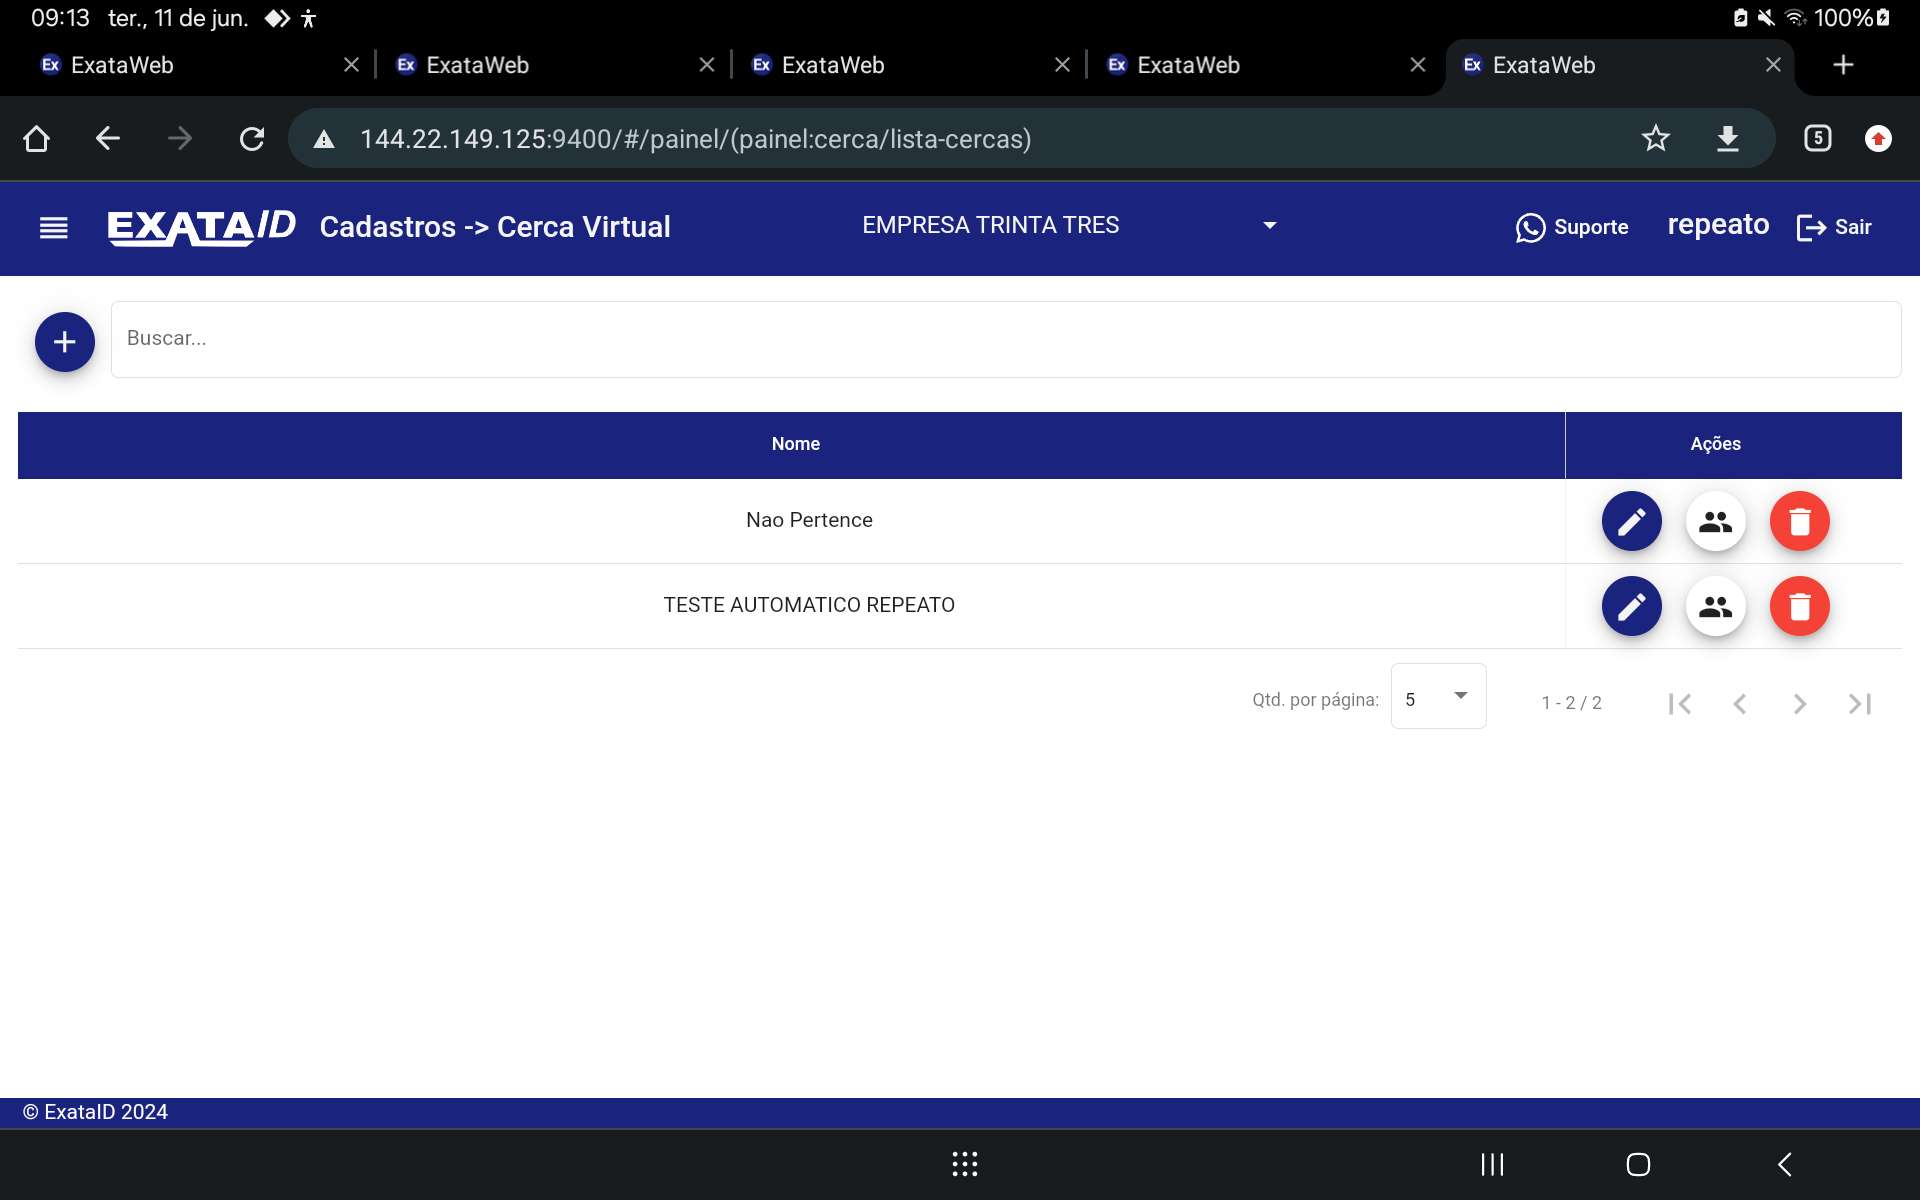 09:13 ter., 11 de jun. 100%
Ex ExataWeb Ex ExataWeb Ex ExataWeb Ex ExataWeb Ex ExataWeb
144.22.149.125:9400/#/painel/(painel:cerca/lista-cercas) 5
EXATAID Cadastros -> Cerca Virtual EMPRESA TRINTA TRES Suporte repeato Sair
Buscar...
Nome Ações
Nao Pertence
TESTE AUTOMATICO REPEATO
Qtd. por página: 5 1 - 2 / 2
© ExataID 2024